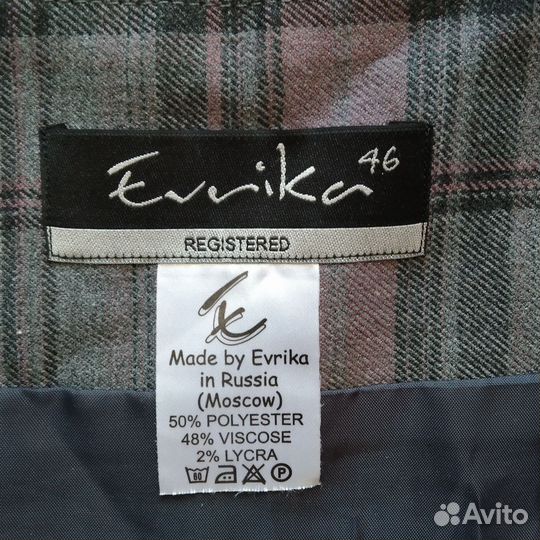 Evrika 46
REGISTERED
Made by Evrika
in Russia
(Moscow)
50% POLYESTER
48% VISCOSE
2% LYCRA
P
Avito